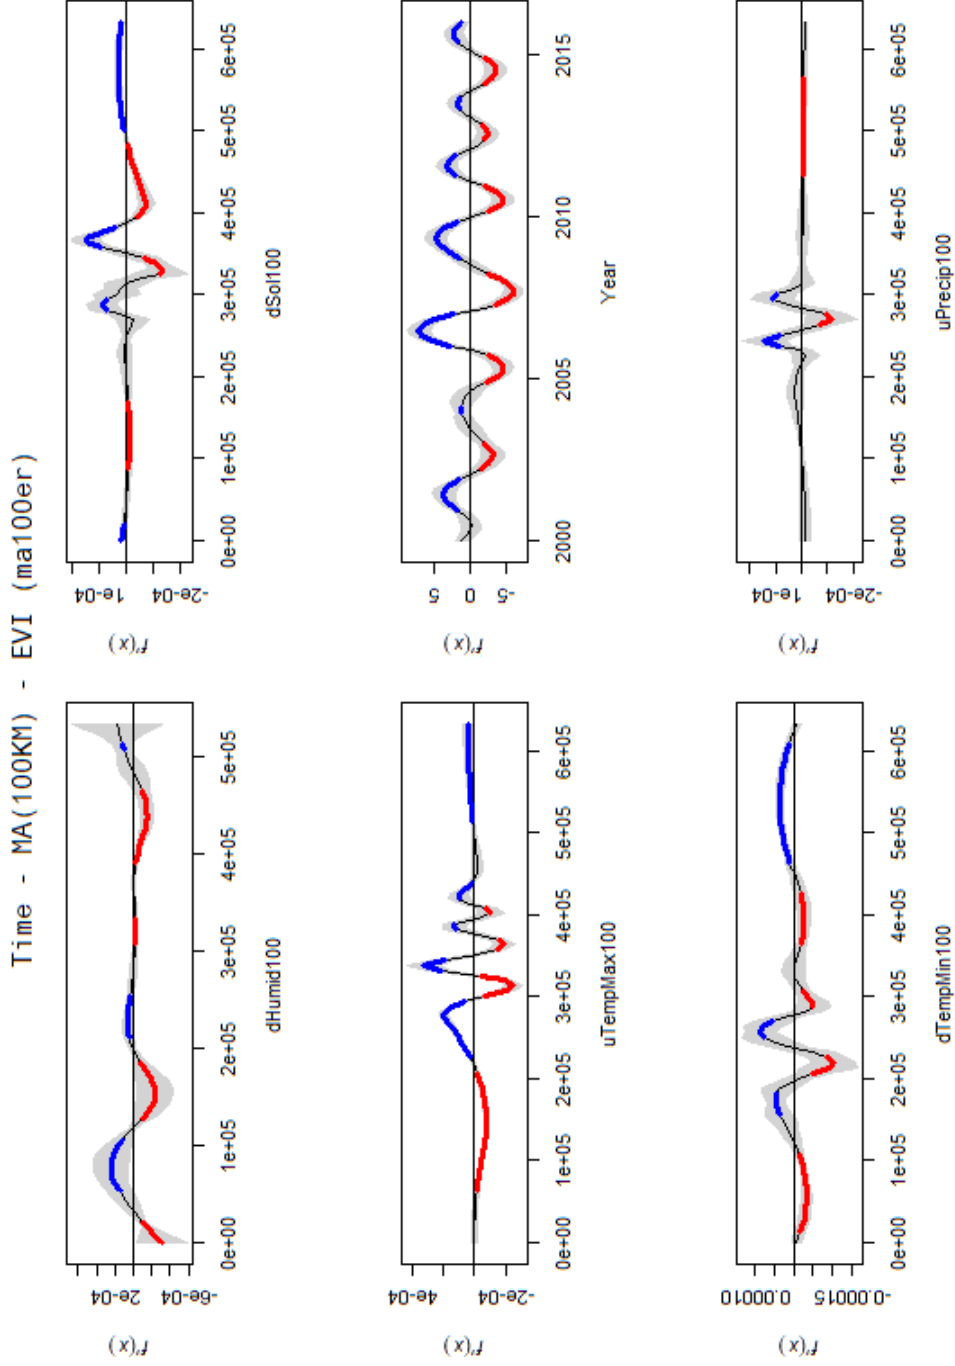 Time - MA(100KM) - EVI (ma100er)
f'(x)
-6e-04 2e-04
0e+00 1e+05 2e+05 3e+05 4e+05 5e+05
dHumid100
f'(x)
-2e-04 1e-04
0e+00 1e+05 2e+05 3e+05 4e+05 5e+05 6e+05
dSol100
f'(x)
-2e-04 4e-04
0e+00 1e+05 2e+05 3e+05 4e+05 5e+05 6e+05
uTempMax100
f'(x)
-5 0 5
2000 2005 2010 2015
Year
f'(x)
-0.00015 0.00010
0e+00 1e+05 2e+05 3e+05 4e+05 5e+05 6e+05
dTempMin100
f'(x)
-2e-04 1e-04
0e+00 1e+05 2e+05 3e+05 4e+05 5e+05 6e+05
uPrecip100